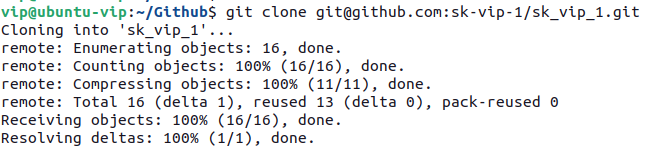 vip@ubuntu-vip:~/Github$ git clone git@github.com:sk-vip-1/sk_vip_1.git
Cloning into 'sk_vip_1'...
remote: Enumerating objects: 16, done.
remote: Counting objects: 100% (16/16), done.
remote: Compressing objects: 100% (11/11), done.
remote: Total 16 (delta 1), reused 13 (delta 0), pack-reused 0
Receiving objects: 100% (16/16), done.
Resolving deltas: 100% (1/1), done.